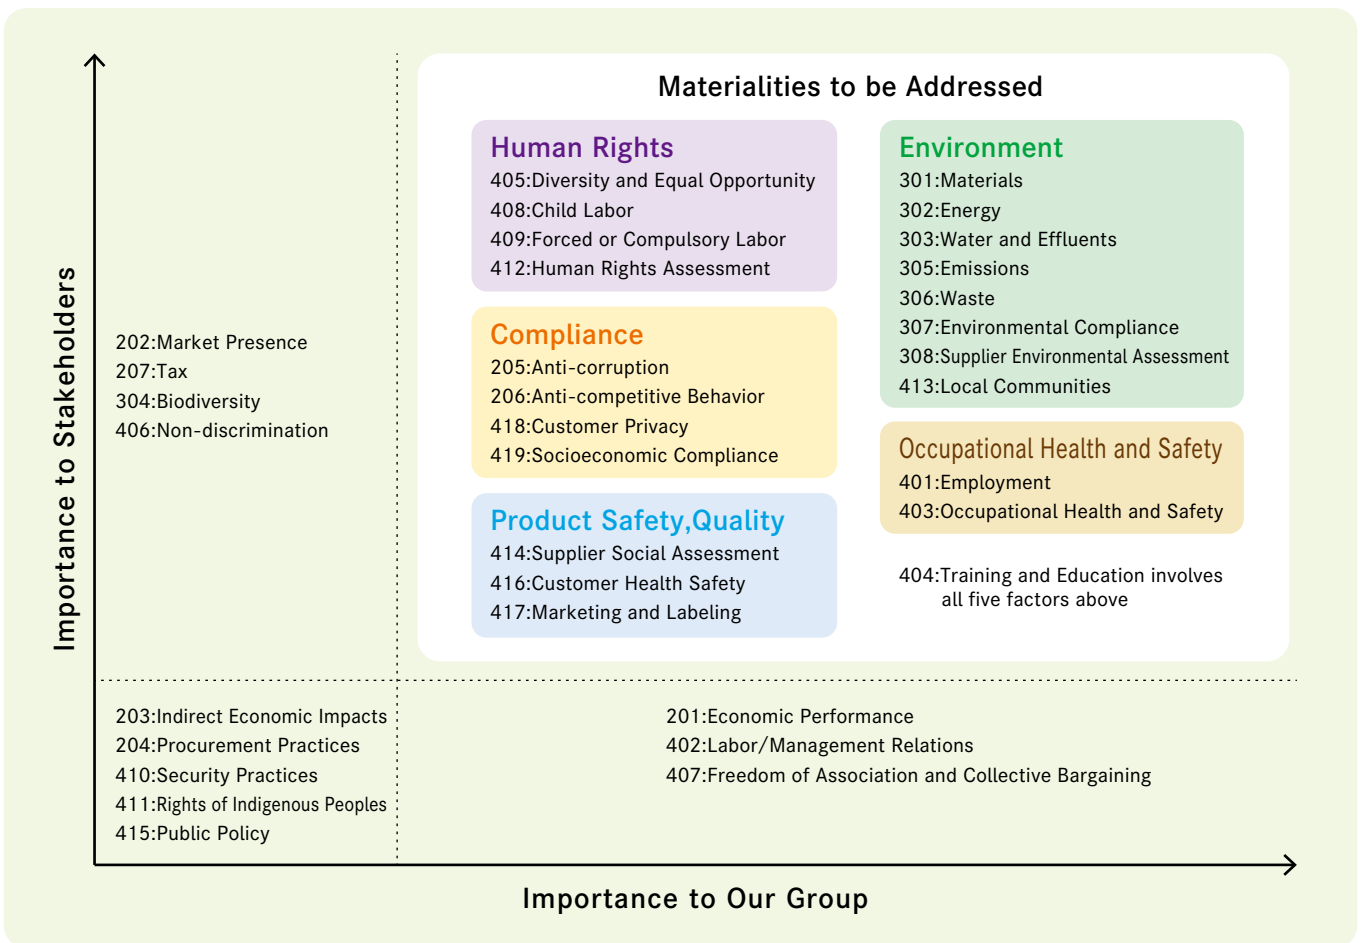 Materialities to be Addressed
Human Rights
405:Diversity and Equal Opportunity
408:Child Labor
409:Forced or Compulsory Labor
412:Human Rights Assessment
Compliance
205:Anti-corruption
206:Anti-competitive Behavior
418:Customer Privacy
419:Socioeconomic Compliance
Product Safety,Quality
414:Supplier Social Assessment
416:Customer Health Safety
417:Marketing and Labeling
Environment
301:Materials
302:Energy
303:Water and Effluents
305:Emissions
306:Waste
307:Environmental Compliance
308:Supplier Environmental Assessment
413:Local Communities
Occupational Health and Safety
401:Employment
403:Occupational Health and Safety
404:Training and Education involves
all five factors above
Importance to Stakeholders
202:Market Presence
207:Tax
304:Biodiversity
406:Non-discrimination
203:Indirect Economic Impacts
204:Procurement Practices
410:Security Practices
411:Rights of Indigenous Peoples
415:Public Policy
201:Economic Performance
402:Labor/Management Relations
407:Freedom of Association and Collective Bargaining
Importance to Our Group